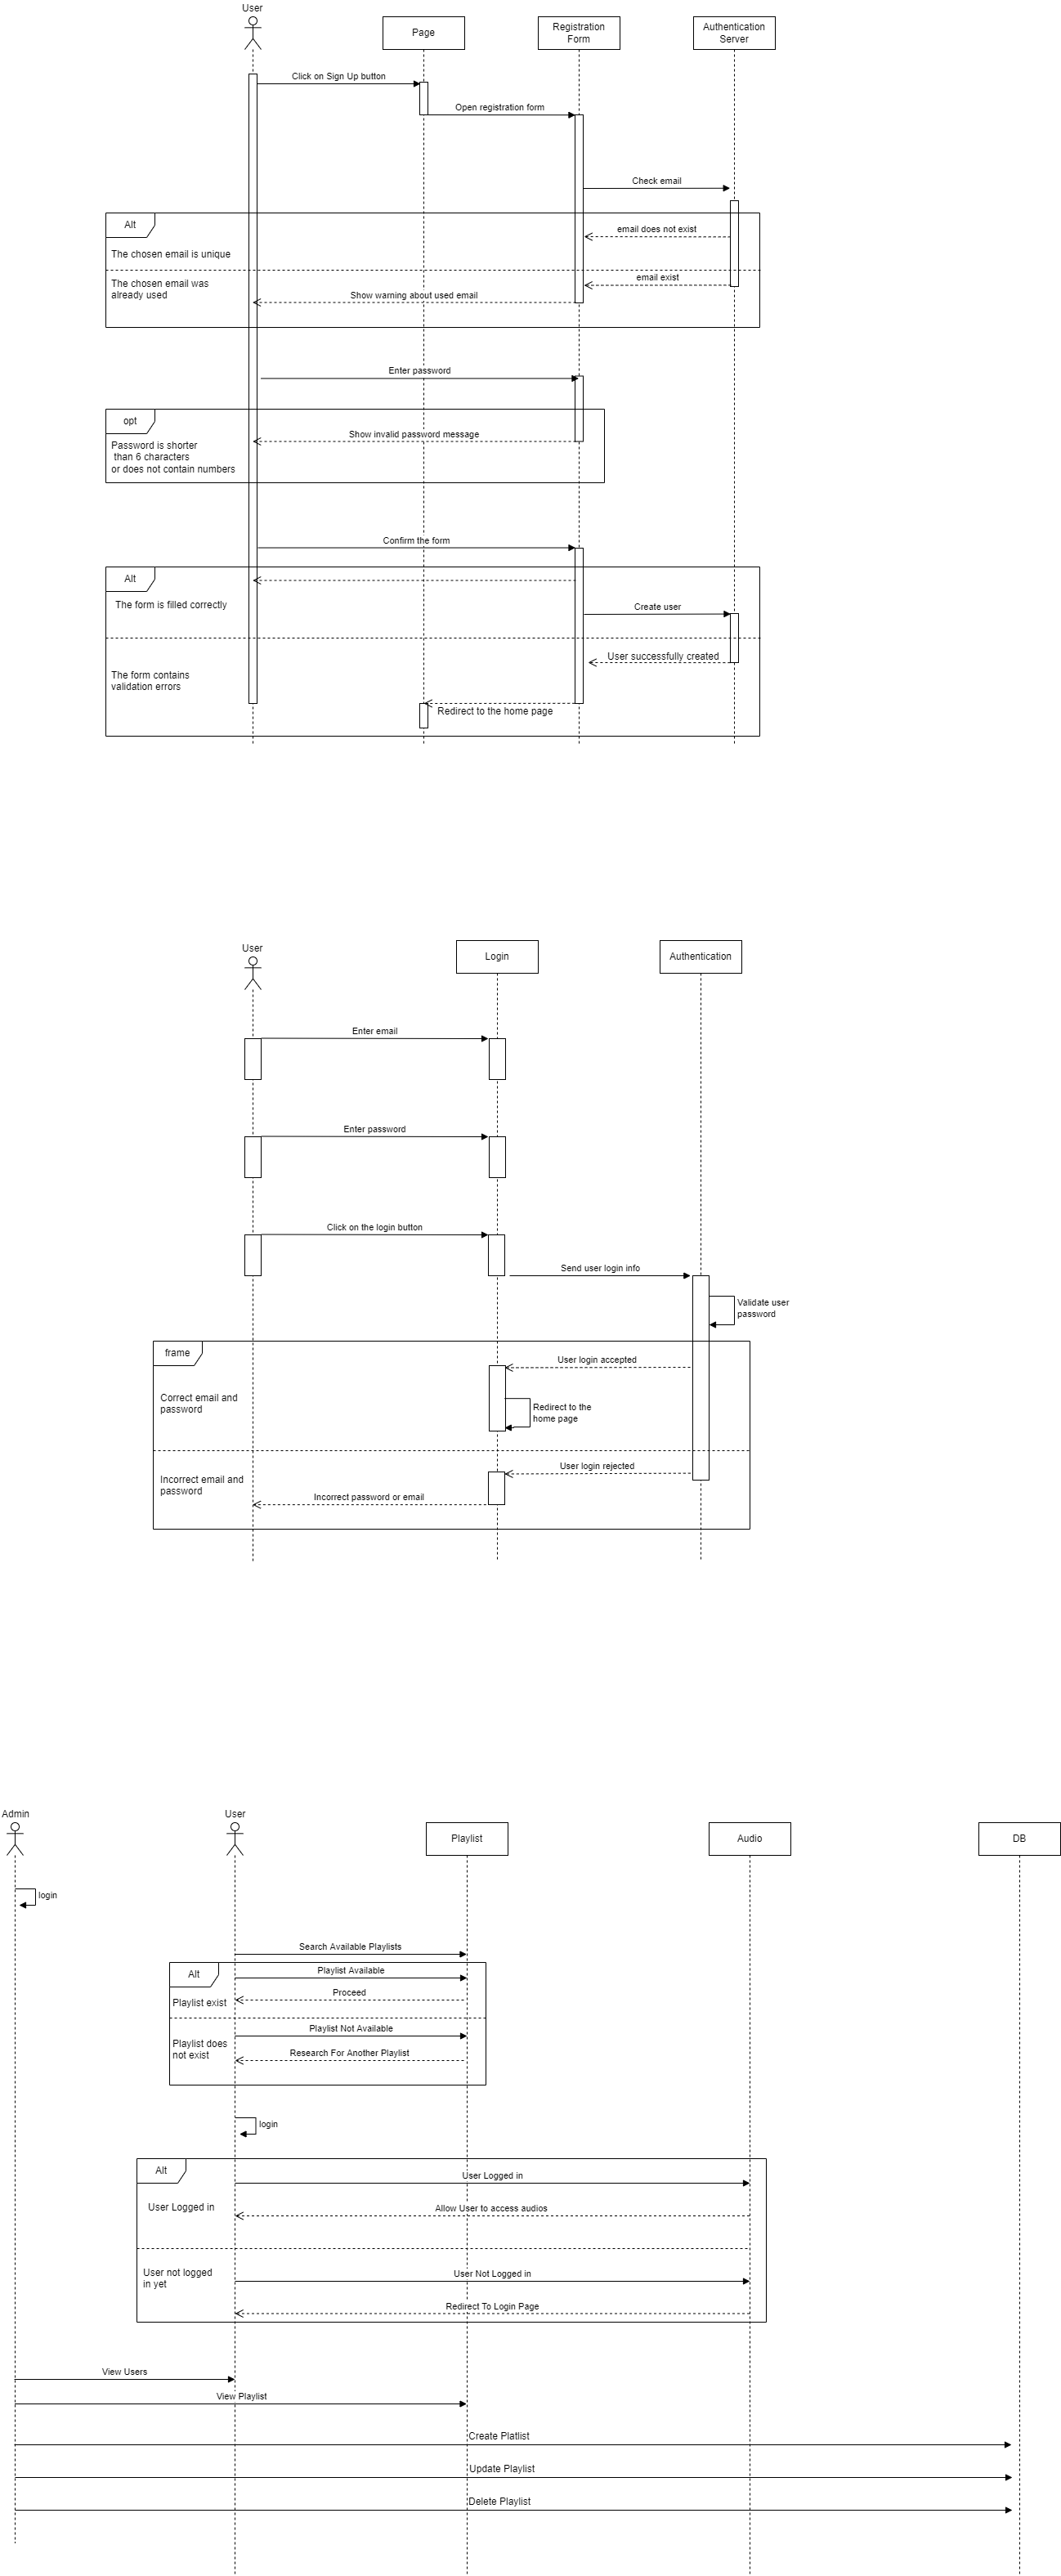 User
Page
Registration
Form
Authentication
Server
Click on Sign Up button
Open registration form
Check email
Alt
email does not exist
The chosen email is unique
email exist
The chosen email was
already used
Show warning about used email
Enter password
opt
Show invalid password message
Password is shorter
than 6 characters
or does not contain numbers
Confirm the form
Alt
The form is filled correctly
Create user
User successfully created
The form contains
validation errors
Redirect to the home page
User
Login
Authentication
Enter email
Enter password
Click on the login button
Send user login info
Validate user
password
frame
User login accepted
Correct email and
password
Redirect to the
home page
User login rejected
Incorrect email and
password
Incorrect password or email
Admin
User
Playlist
Audio
DB
login
Search Available Playlists
Alt
Playlist Available
Proceed
Playlist exist
Playlist Not Available
Playlist does
not exist
Research For Another Playlist
login
Alt
User Logged in
User Logged in
Allow User to access audios
User not logged
in yet
User Not Logged in
Redirect To Login Page
View Users
View Playlist
Create Platlist
Update Playlist
Delete Playlist